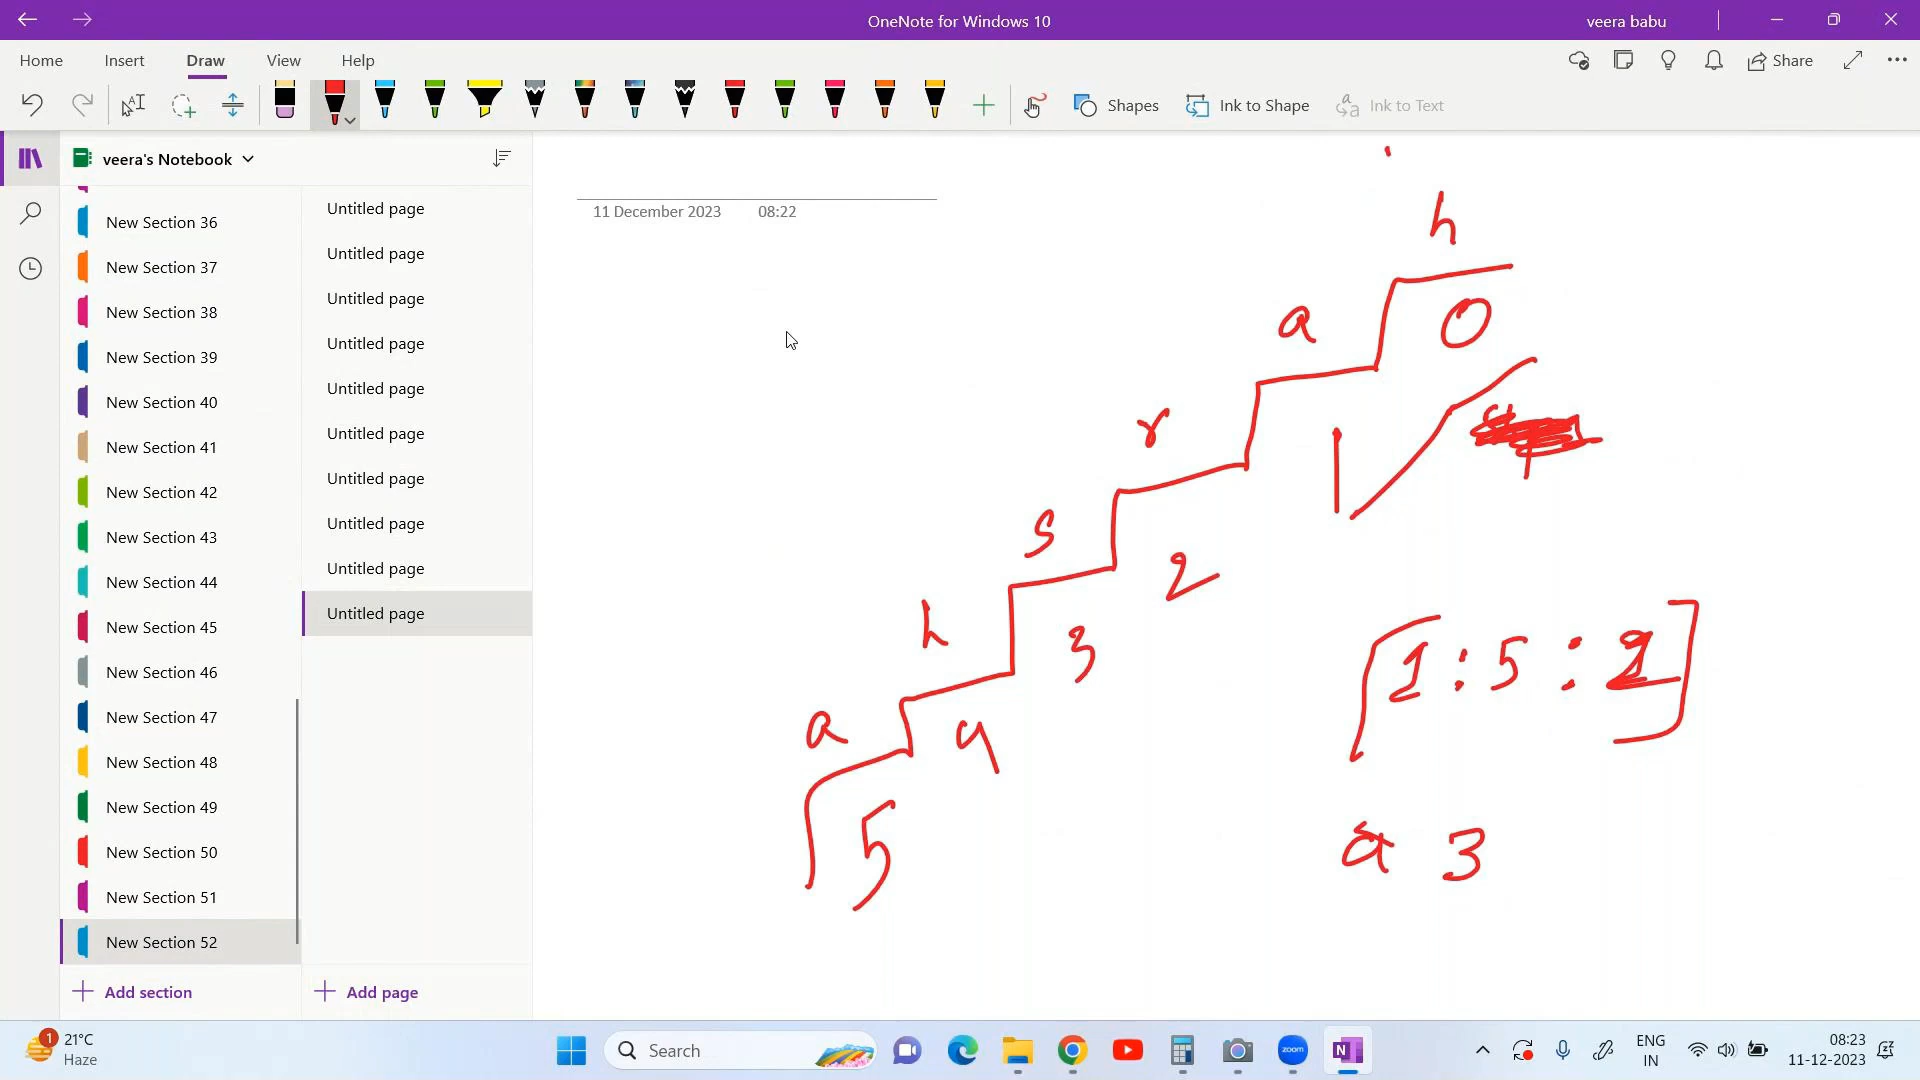 OneNote for Windows 10
veera babu
Home Insert Draw View Help
Share
Shapes Ink to Shape Ink to Text
veera's Notebook
New Section 36
New Section 37
New Section 38
New Section 39
New Section 40
New Section 41
New Section 42
New Section 43
New Section 44
New Section 45
New Section 46
New Section 47
New Section 48
New Section 49
New Section 50
New Section 51
New Section 52
Add section
Untitled page
Untitled page
Untitled page
Untitled page
Untitled page
Untitled page
Untitled page
Untitled page
Untitled page
Untitled page
Add page
11 December 2023 08:22
h
a 0
r 1
s 2
h 3
a 4
5
[1 : 5 : 2]
a 3
1 21°C
Haze
Search
zoom
ENG
IN
08:23
11-12-2023